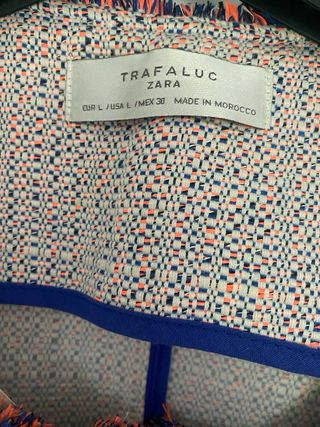 TRAFALUC
ZARA
EUR L / USA L / MEX 30 MADE IN MOROCCO